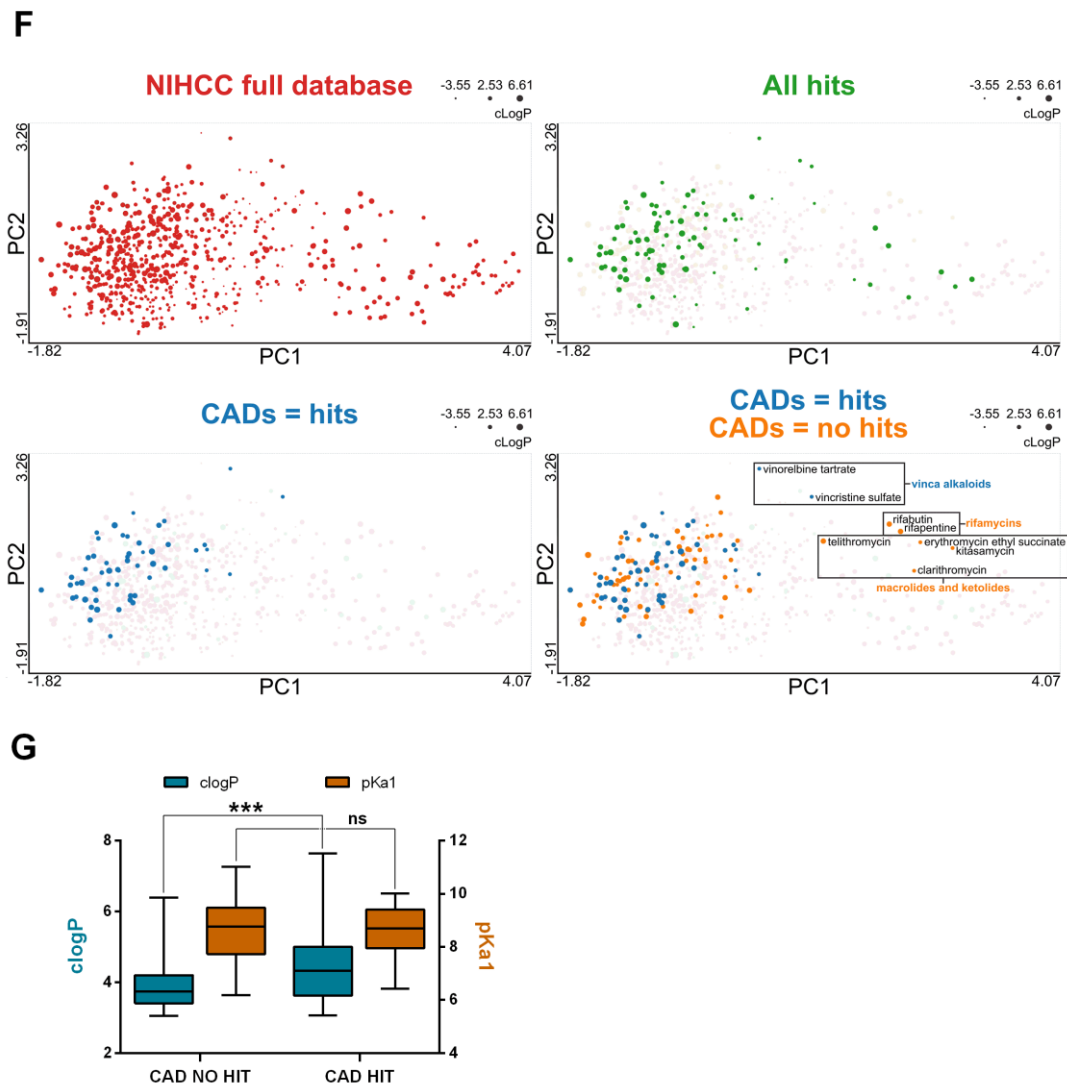 F
NIHCC full database
-3.55 2.53 6.61
cLogP
3.26
PC2
-1.91
-1.82
PC1
4.07
All hits
-3.55 2.53 6.61
cLogP
3.26
PC2
-1.91
-1.82
PC1
4.07
CADs = hits
-3.55 2.53 6.61
cLogP
3.26
PC2
-1.91
-1.82
PC1
4.07
CADs = hits
CADs = no hits
-3.55 2.53 6.61
cLogP
3.26
PC2
-1.91
vinorelbine tartrate
vincristine sulfate
vinca alkaloids
rifabutin
rifapentine
rifamycins
telithromycin
erythromycin ethyl succinate
kitasamycin
clarithromycin
macrolides and ketolides
-1.82
PC1
4.07
G
clogP
pKa1
***
ns
8
6
4
2
clogP
12
10
8
6
4
pKa1
CAD NO HIT
CAD HIT